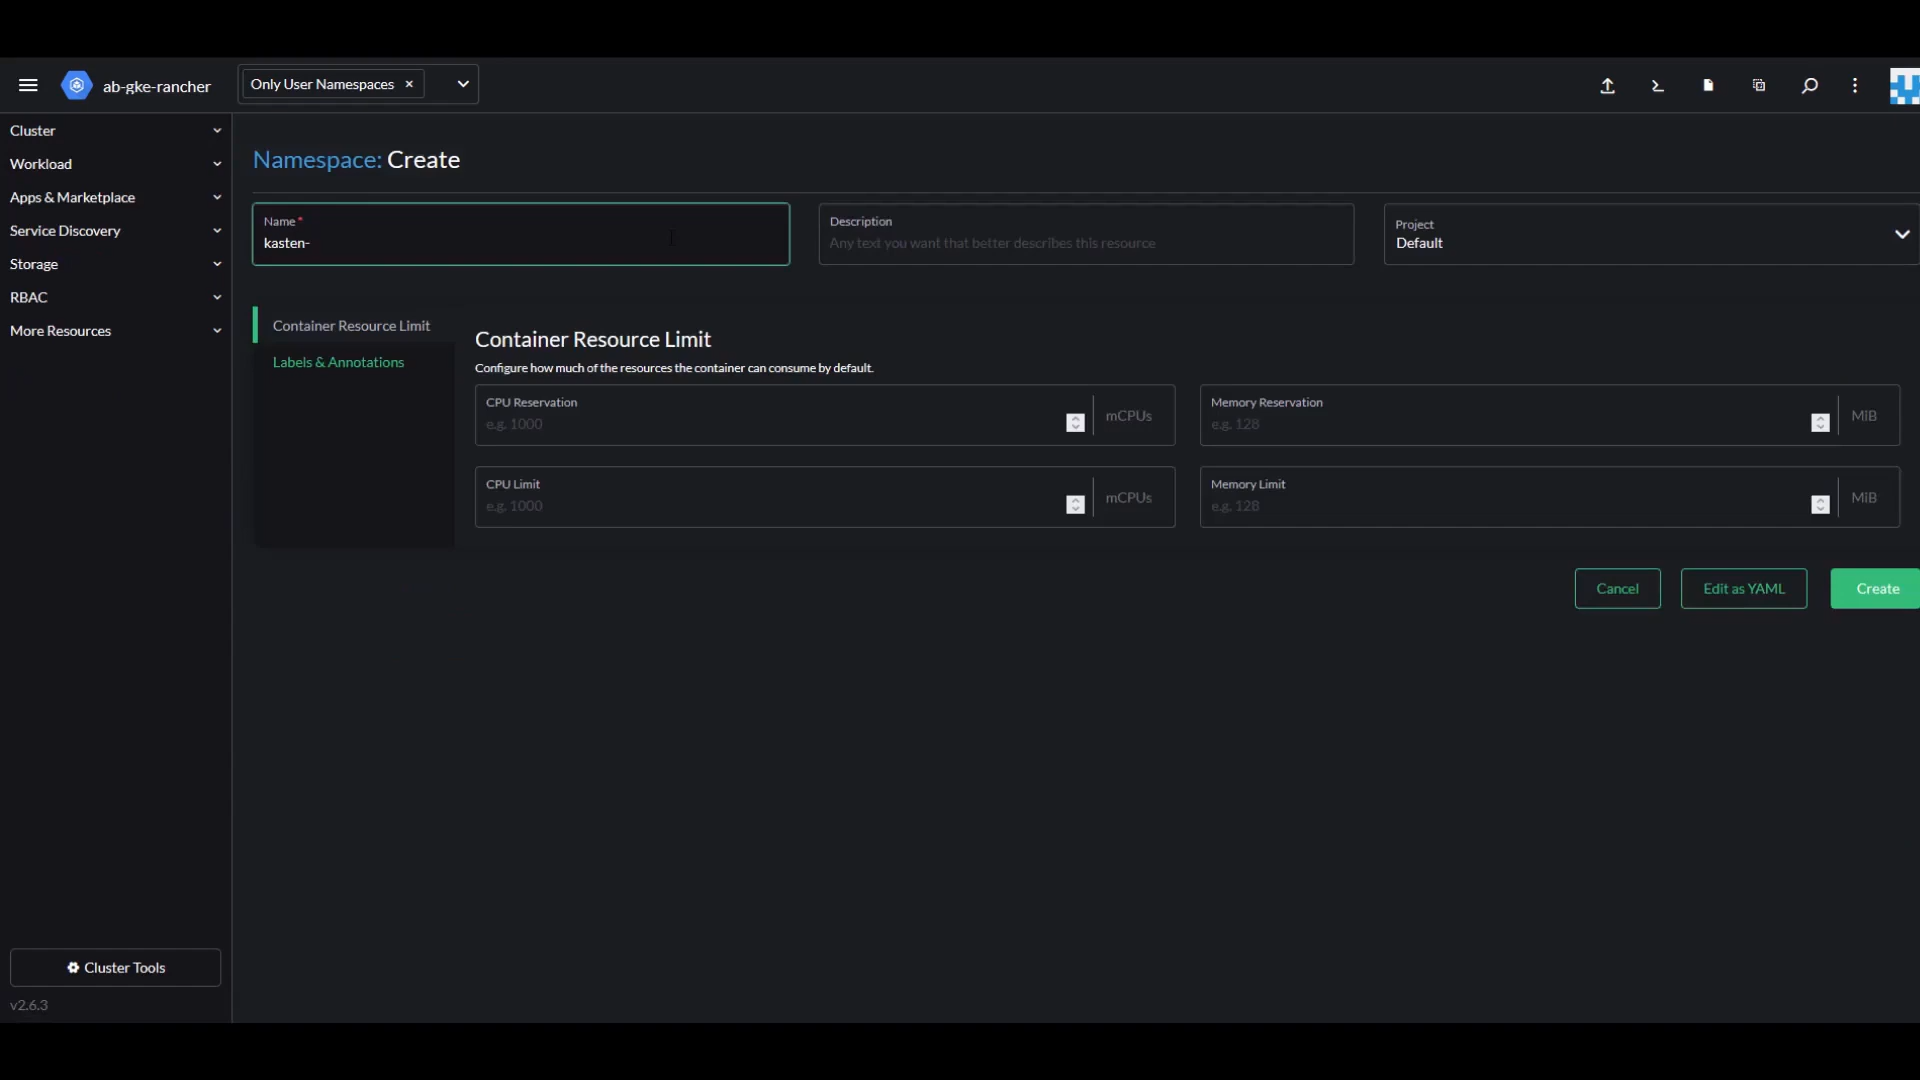 ab-gke-rancher
Only User Namespaces ×
Cluster
Workload
Apps & Marketplace
Service Discovery
Storage
RBAC
More Resources
Namespace: Create
Name *
kasten-
Description
Any text you want that better describes this resource
Project
Default
Container Resource Limit
Labels & Annotations
Container Resource Limit
Configure how much of the resources the container can consume by default.
CPU Reservation
e.g. 1000
mCPUs
Memory Reservation
e.g. 128
MiB
CPU Limit
e.g. 1000
mCPUs
Memory Limit
e.g. 128
MiB
Cancel
Edit as YAML
Create
Cluster Tools
v2.6.3